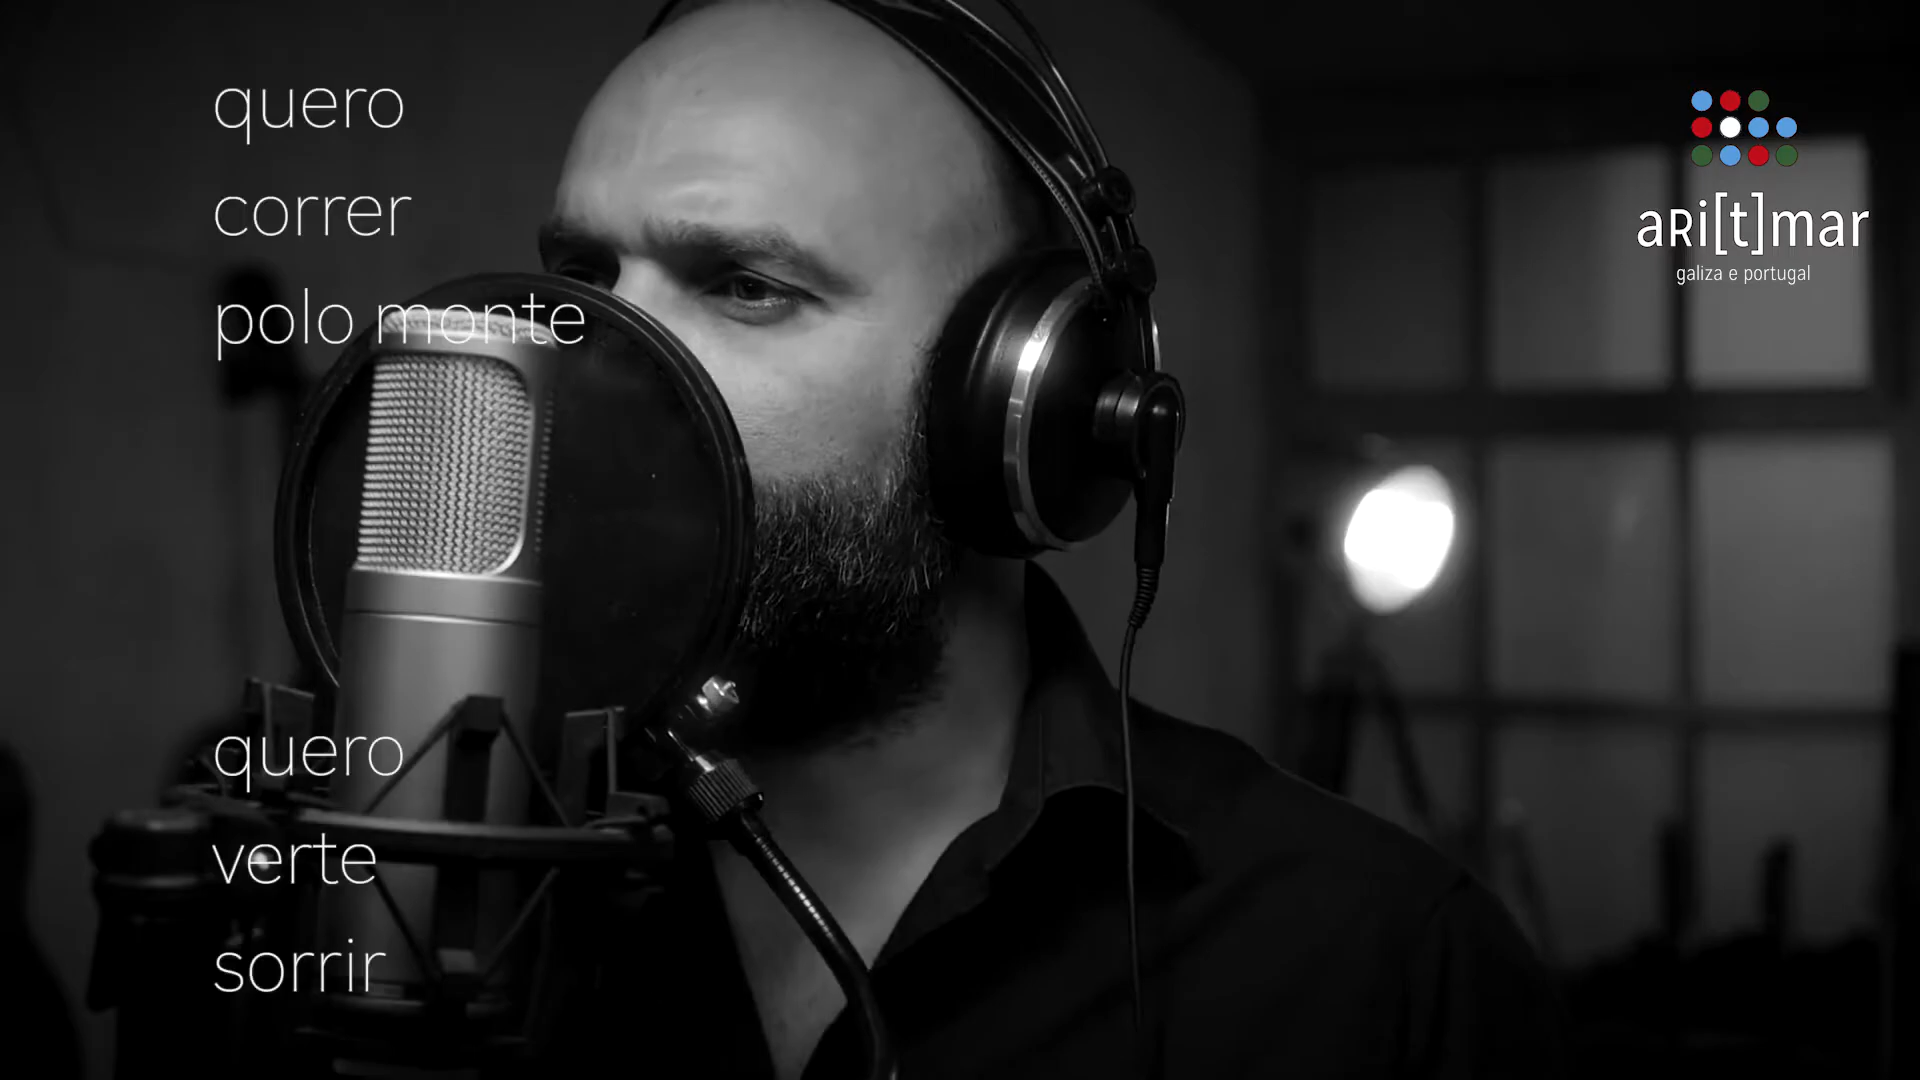 quero
correr
polo monte
quero
verte
sorrir
aRi[t]mar
galiza e portugal